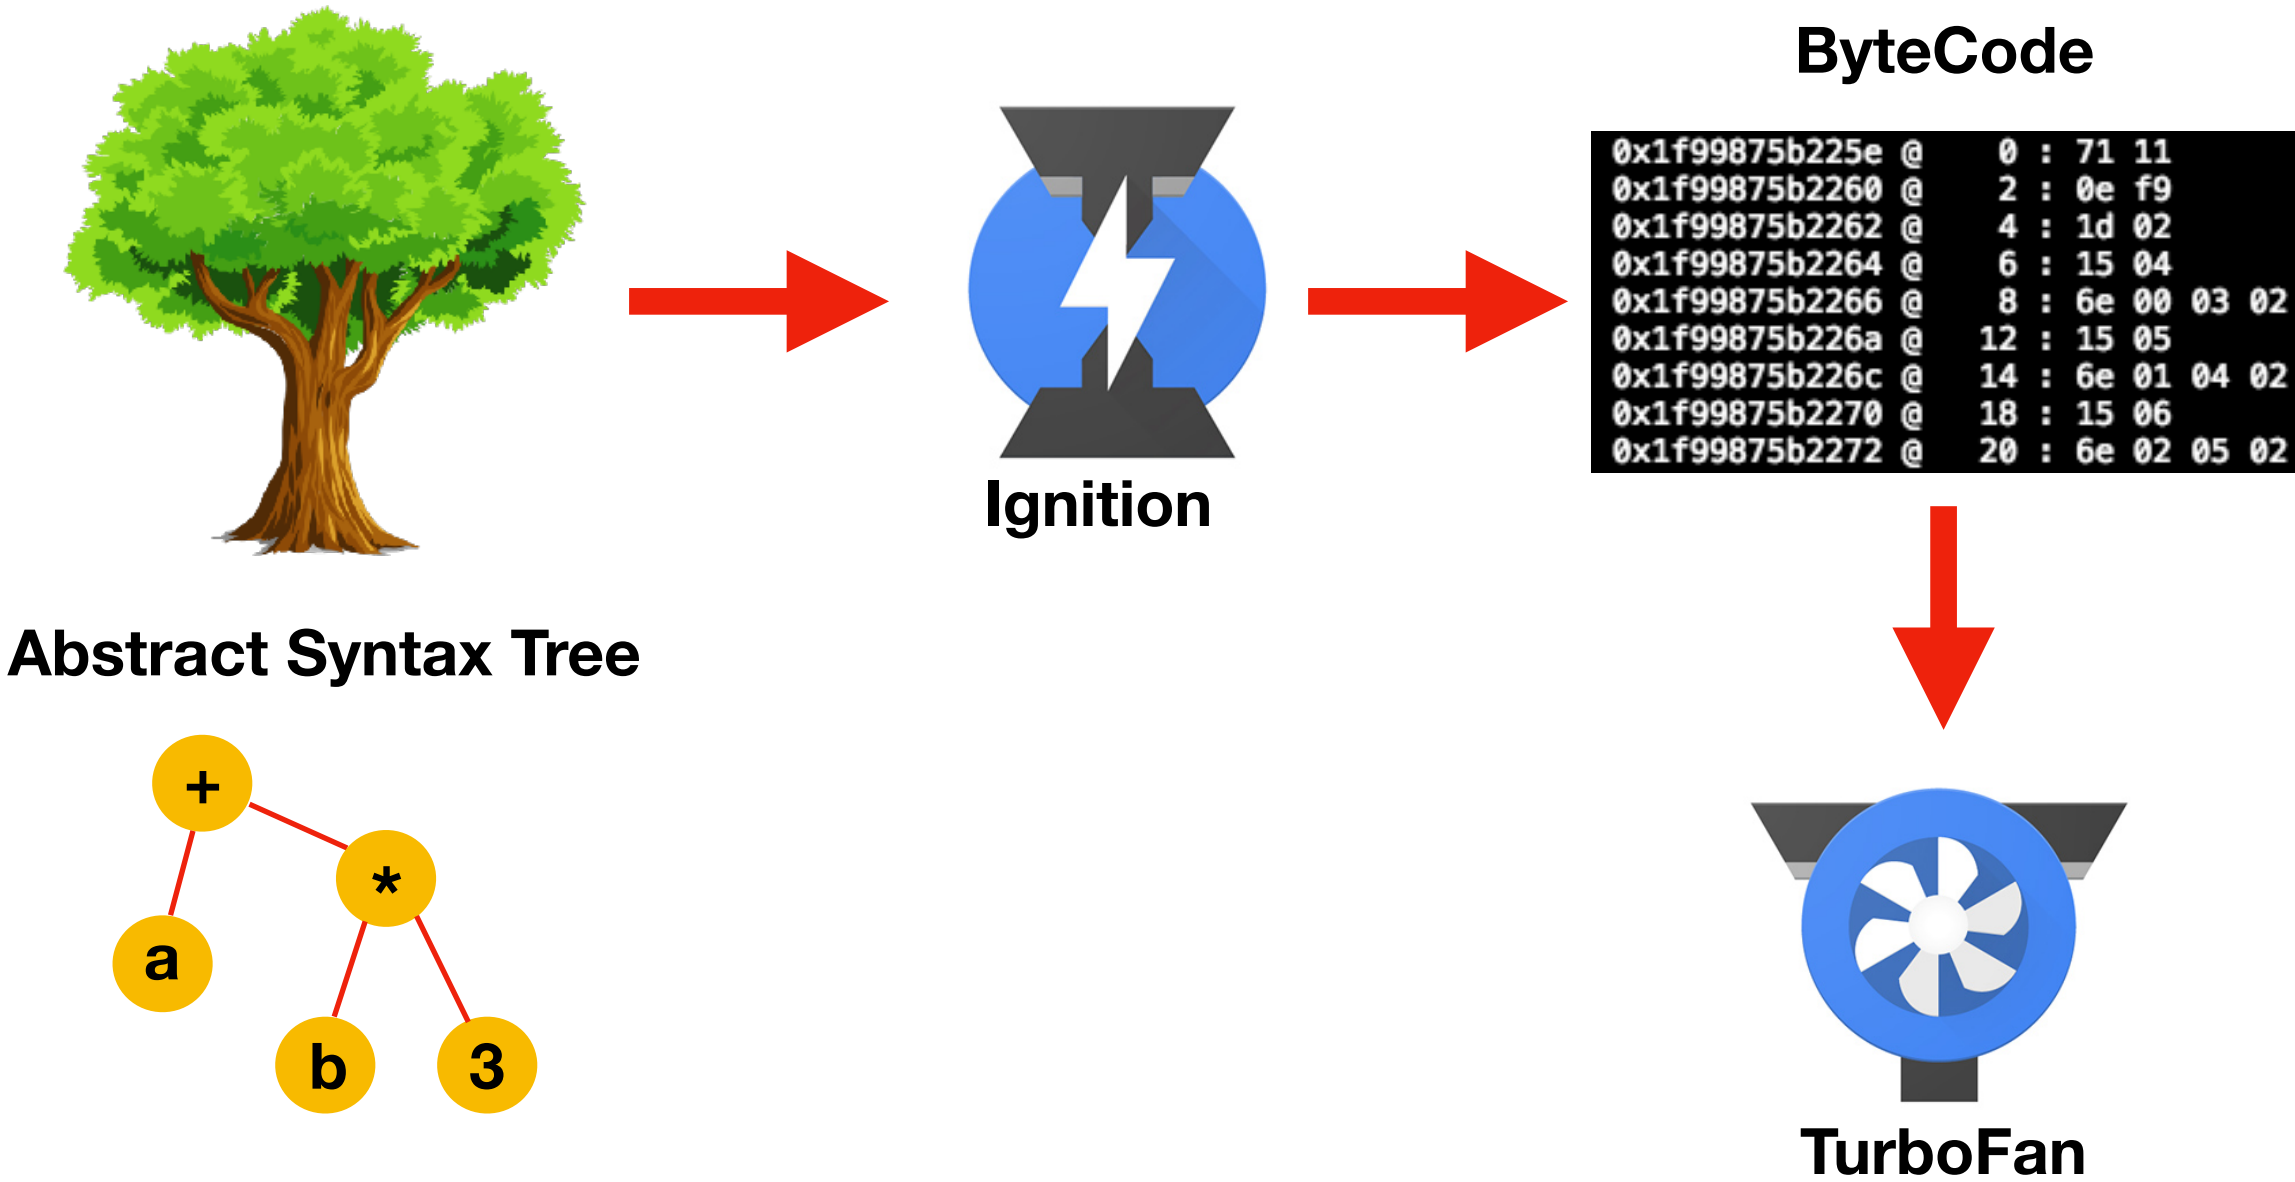 ByteCode
0x1f99875b225e @ 0 : 71 11
0x1f99875b2260 @ 2 : 0e f9
0x1f99875b2262 @ 4 : 1d 02
0x1f99875b2264 @ 6 : 15 04
0x1f99875b2266 @ 8 : 6e 00 03 02
0x1f99875b226a @ 12 : 15 05
0x1f99875b226c @ 14 : 6e 01 04 02
0x1f99875b2270 @ 18 : 15 06
0x1f99875b2272 @ 20 : 6e 02 05 02
Ignition
Abstract Syntax Tree
+
*
a
b
3
TurboFan